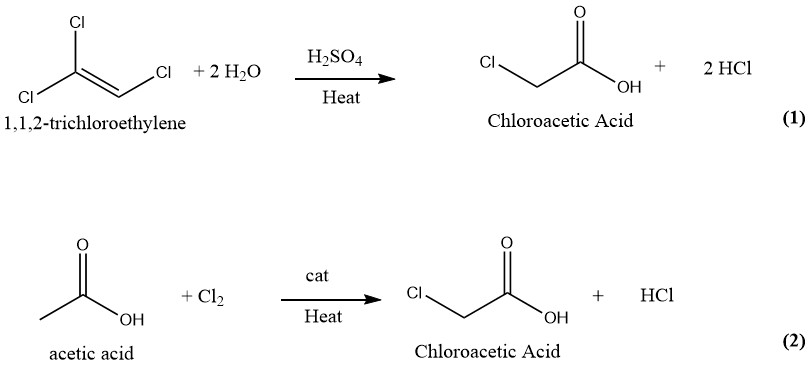 Cl
Cl
Cl
+ 2 H₂O
H₂SO₄
Heat
Cl
O
OH
+
2 HCl
1,1,2-trichloroethylene
Chloroacetic Acid
(1)
O
OH
+ Cl₂
cat
Heat
Cl
O
OH
+
HCl
acetic acid
Chloroacetic Acid
(2)